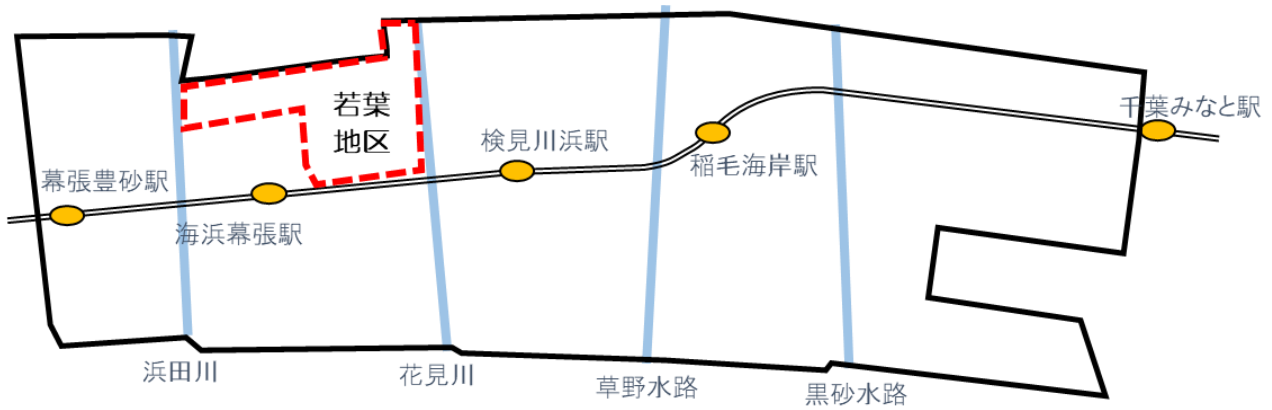 若葉
地区
千葉みなと駅
検見川浜駅
稲毛海岸駅
幕張豊砂駅
海浜幕張駅
浜田川
花見川
草野水路
黒砂水路